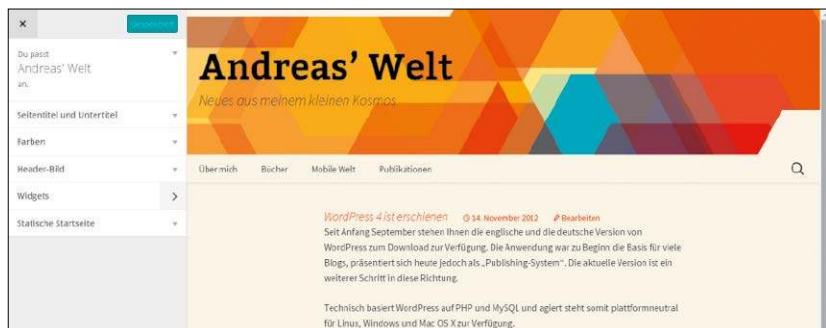 ×
Du passt
Andreas' Welt
an.
Seitentitel und Untertitel
Farben
Header-Bild
Widgets
Statische Startseite
Andreas' Welt
Neues aus meinem kleinen Kosmos
Über mich Bücher Mobile Welt Publikationen
WordPress 4 ist erschienen 14. November 2012 Bearbeiten
Seit Anfang September stehen Ihnen die englische und die deutsche Version von
WordPress zum Download zur Verfügung. Die Anwendung war zu Beginn die Basis für viele
Blogs, präsentiert sich heute jedoch als „Publishing-System“. Die aktuelle Version ist ein
weiterer Schritt in diese Richtung.
Technisch basiert WordPress auf PHP und MySQL und agiert steht somit plattformneutral
für Linux, Windows und Mac OS X zur Verfügung.